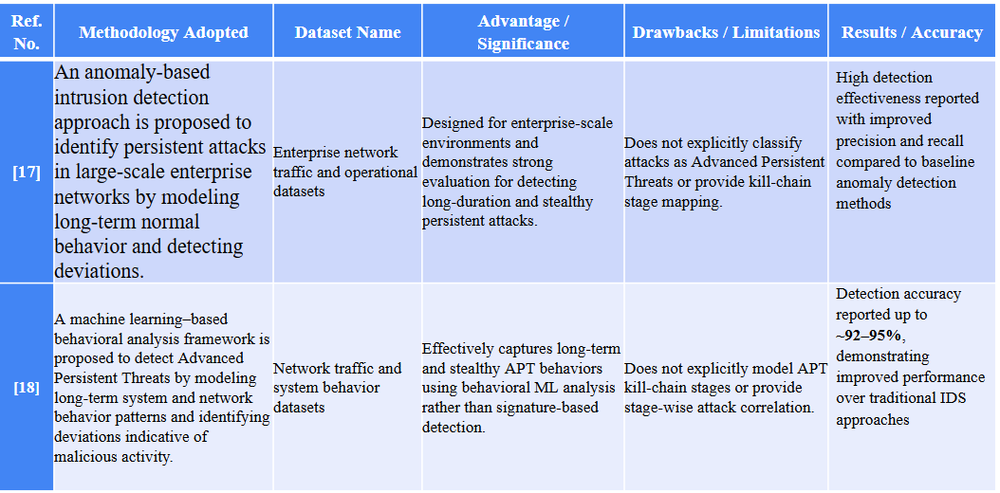 Ref.
No.
Methodology Adopted
Dataset Name
Advantage /
Significance
Drawbacks / Limitations
Results / Accuracy
[17]
An anomaly-based
intrusion detection
approach is proposed to
identify persistent attacks
in large-scale enterprise
networks by modeling
long-term normal
behavior and detecting
deviations.
Enterprise network
traffic and operational
datasets
Designed for enterprise-scale
environments and
demonstrates strong
evaluation for detecting
long-duration and stealthy
persistent attacks.
Does not explicitly classify
attacks as Advanced Persistent
Threats or provide kill-chain
stage mapping.
High detection
effectiveness reported
with improved
precision and recall
compared to baseline
anomaly detection
methods
[18]
A machine learning–based
behavioral analysis framework is
proposed to detect Advanced
Persistent Threats by modeling
long-term system and network
behavior patterns and identifying
deviations indicative of
malicious activity.
Network traffic and
system behavior
datasets
Effectively captures long-term
and stealthy APT behaviors
using behavioral ML analysis
rather than signature-based
detection.
Does not explicitly model APT
kill-chain stages or provide
stage-wise attack correlation.
Detection accuracy
reported up to
~92–95%,
demonstrating
improved performance
over traditional IDS
approaches